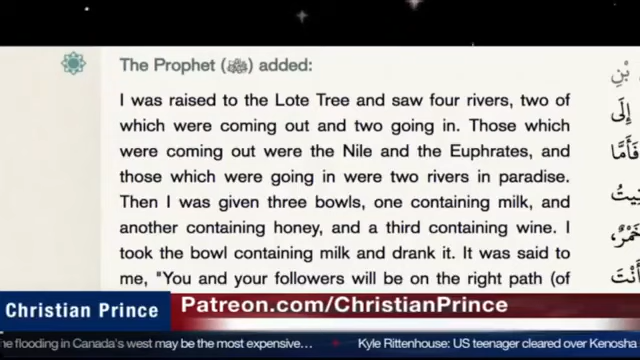 The Prophet (ﷺ) added:
I was raised to the Lote Tree and saw four rivers, two of
which were coming out and two going in. Those which
were coming out were the Nile and the Euphrates, and
those which were going in were two rivers in paradise.
Then I was given three bowls, one containing milk, and
another containing honey, and a third containing wine. I
took the bowl containing milk and drank it. It was said to
me, "You and your followers will be on the right path (of
بْنِ
إِلَى
فَأَمَّا
خَمْرٌ،
أَنْتَ
Christian Prince
Patreon.com/ChristianPrince
he flooding in Canada's west may be the most expensive...
Kyle Rittenhouse: US teenager cleared over Kenosha